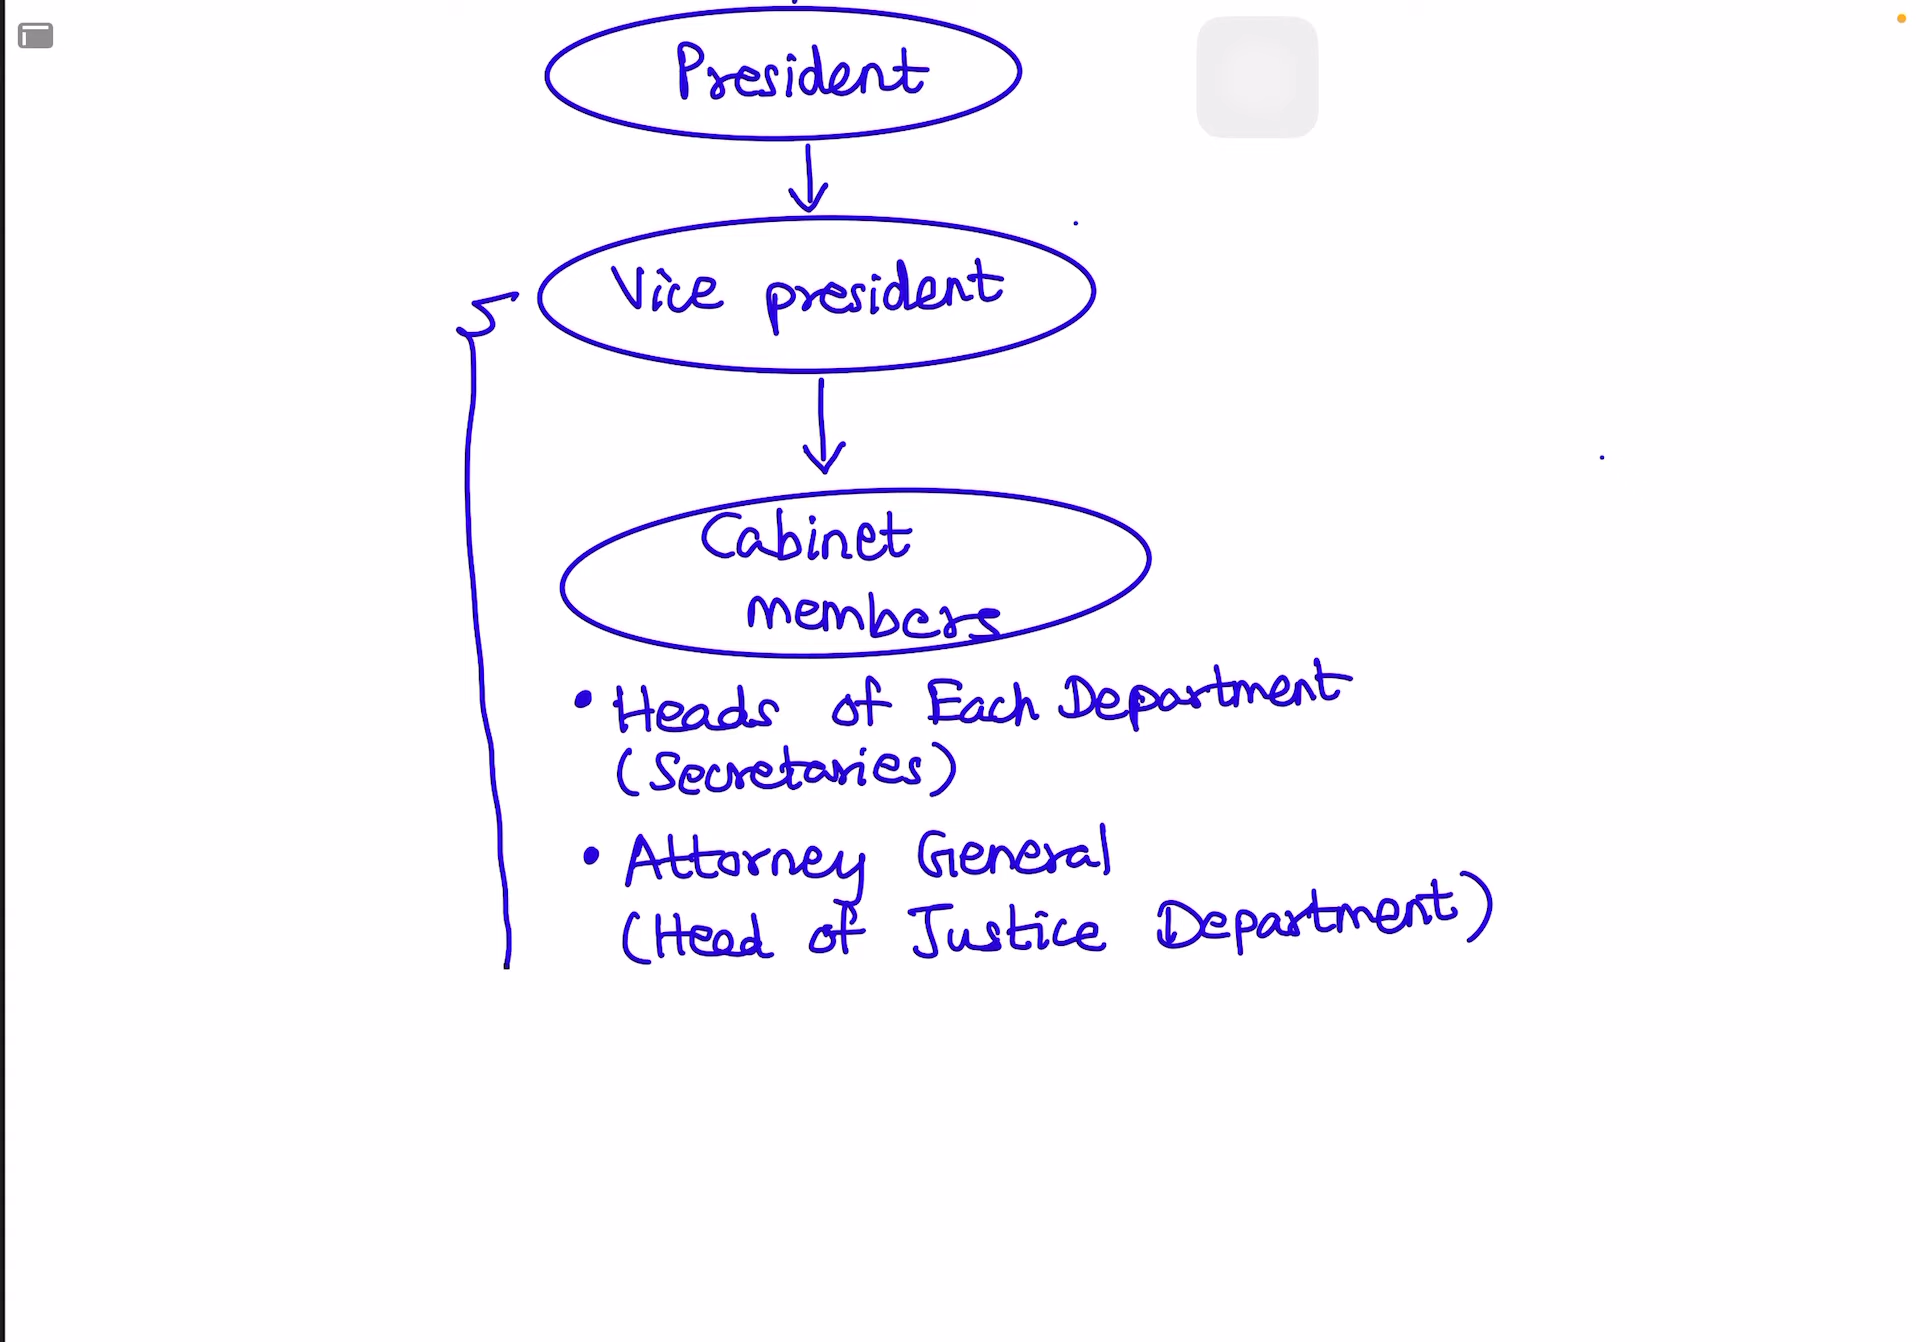 President
Vice president
Cabinet
members
• Heads of Each Department
(Secretaries)
• Attorney General
(Head of Justice Department)